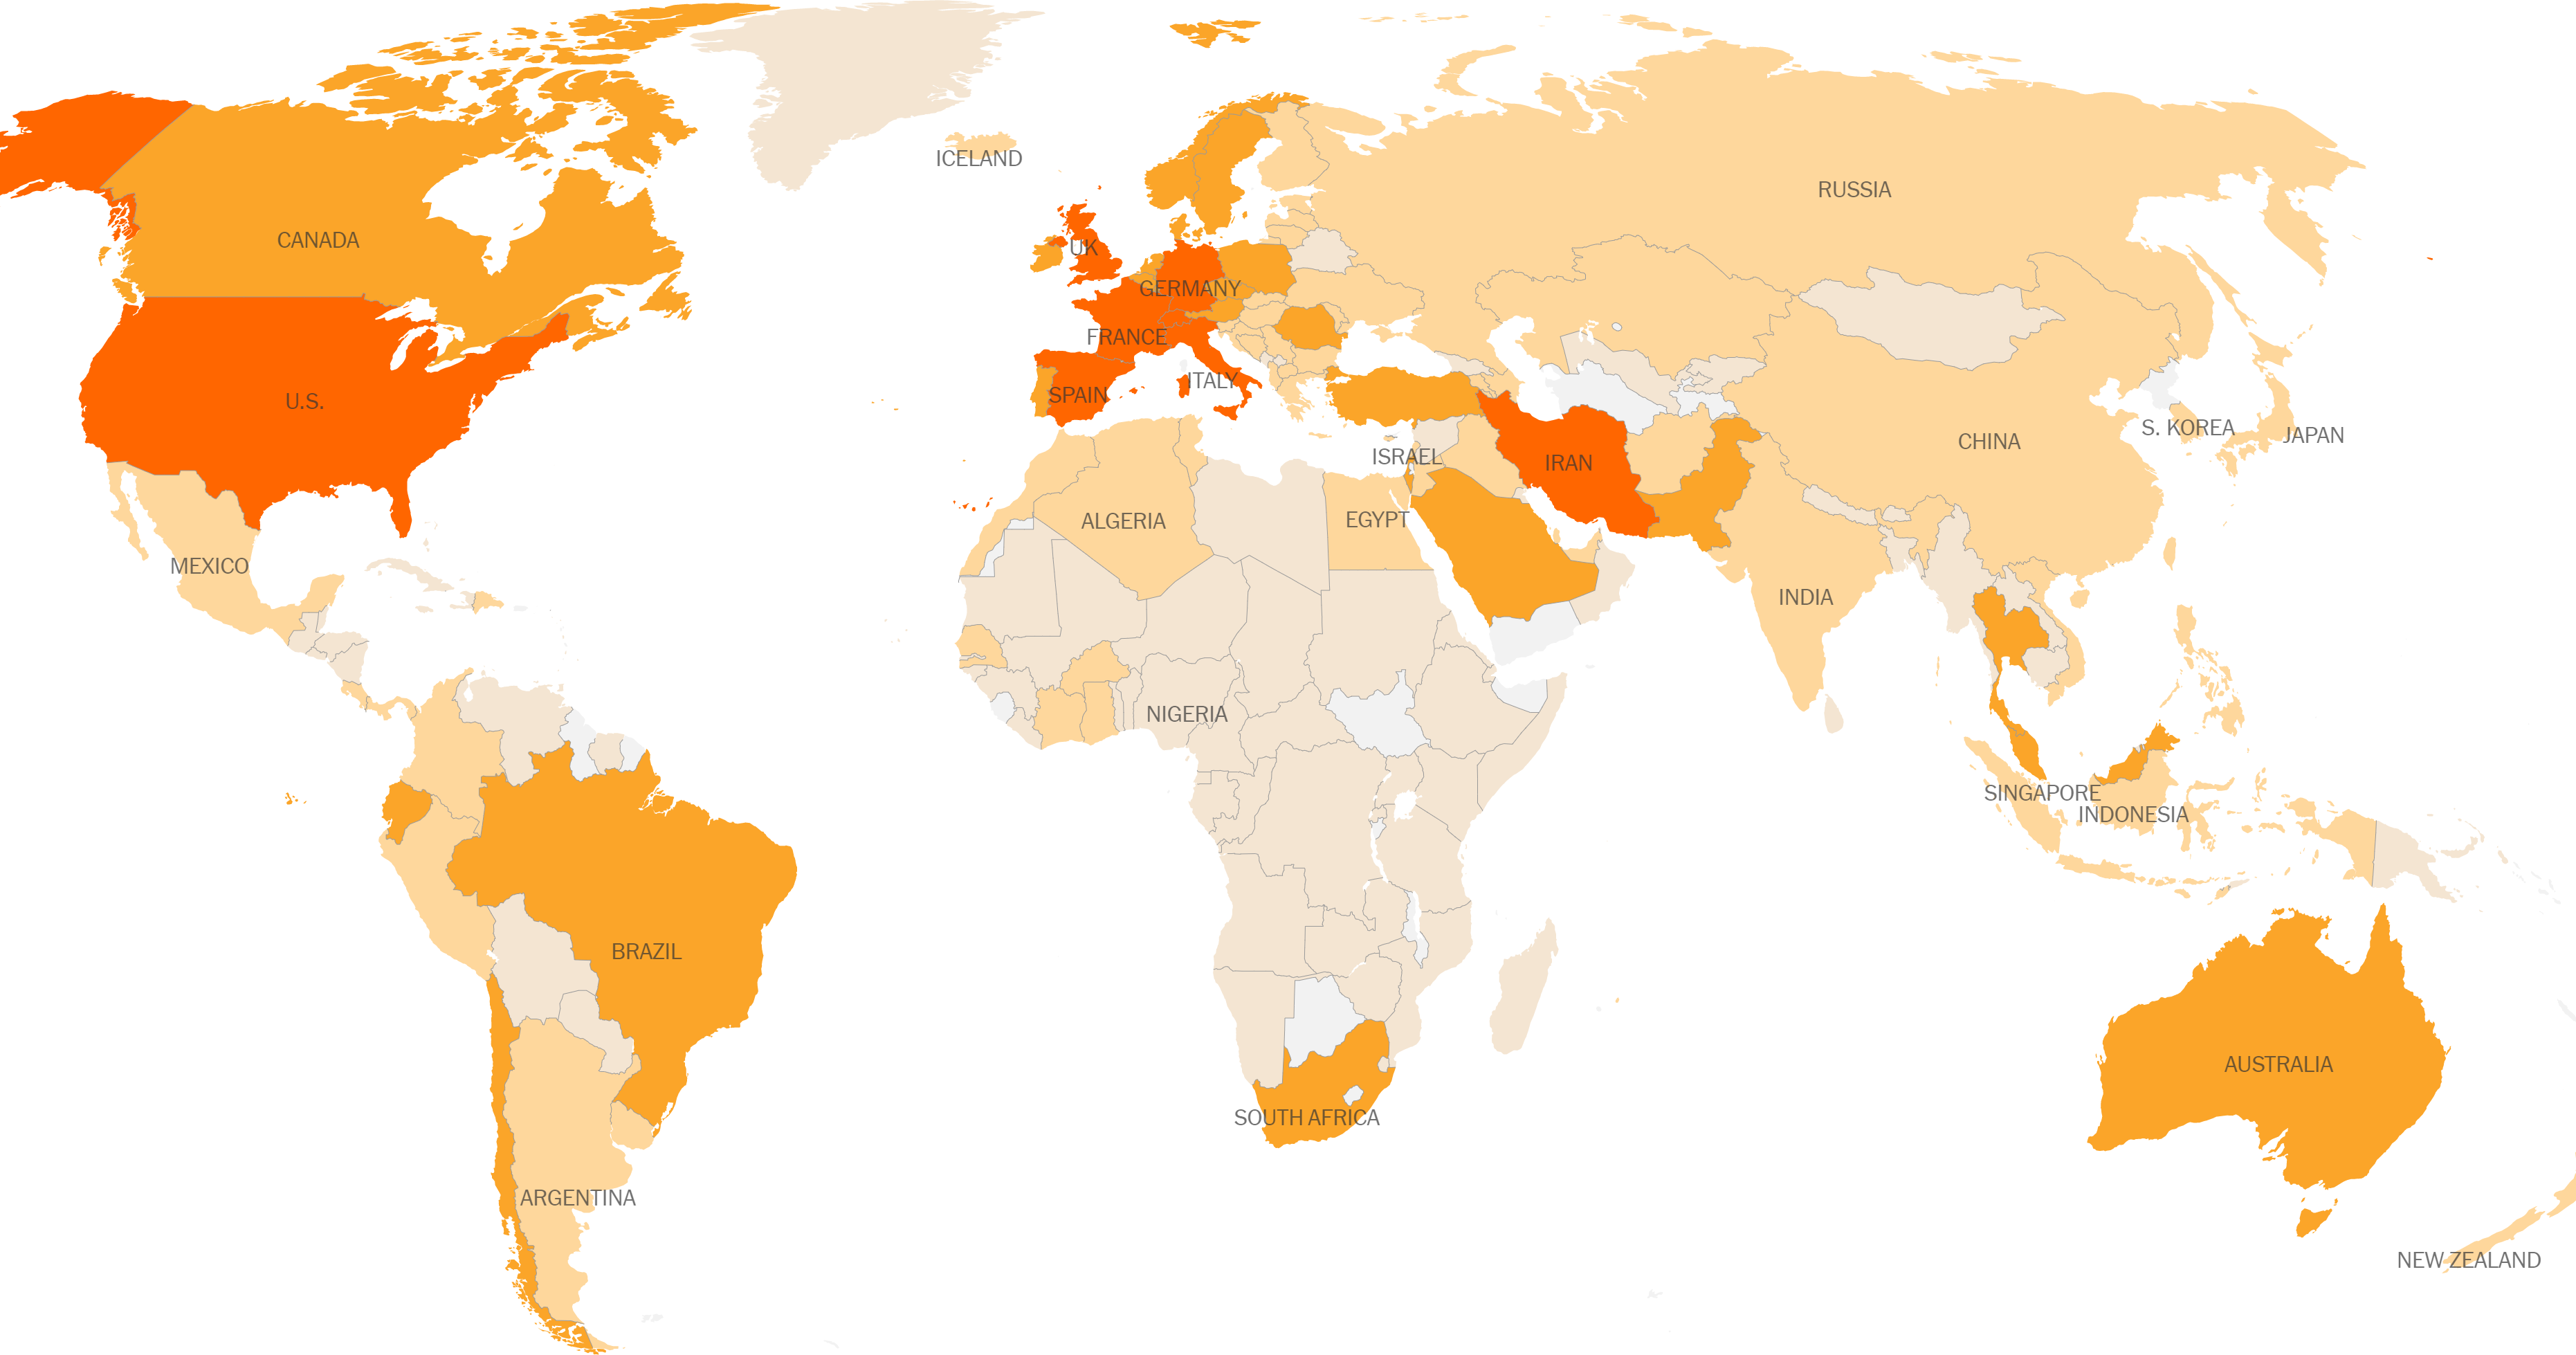 ICELAND
RUSSIA
CANADA
UK
GERMANY
FRANCE
ITALY
SPAIN
U.S.
S. KOREA
JAPAN
CHINA
ISRAEL
IRAN
ALGERIA
EGYPT
MEXICO
INDIA
NIGERIA
SINGAPORE
INDONESIA
BRAZIL
AUSTRALIA
SOUTH AFRICA
ARGENTINA
NEW ZEALAND